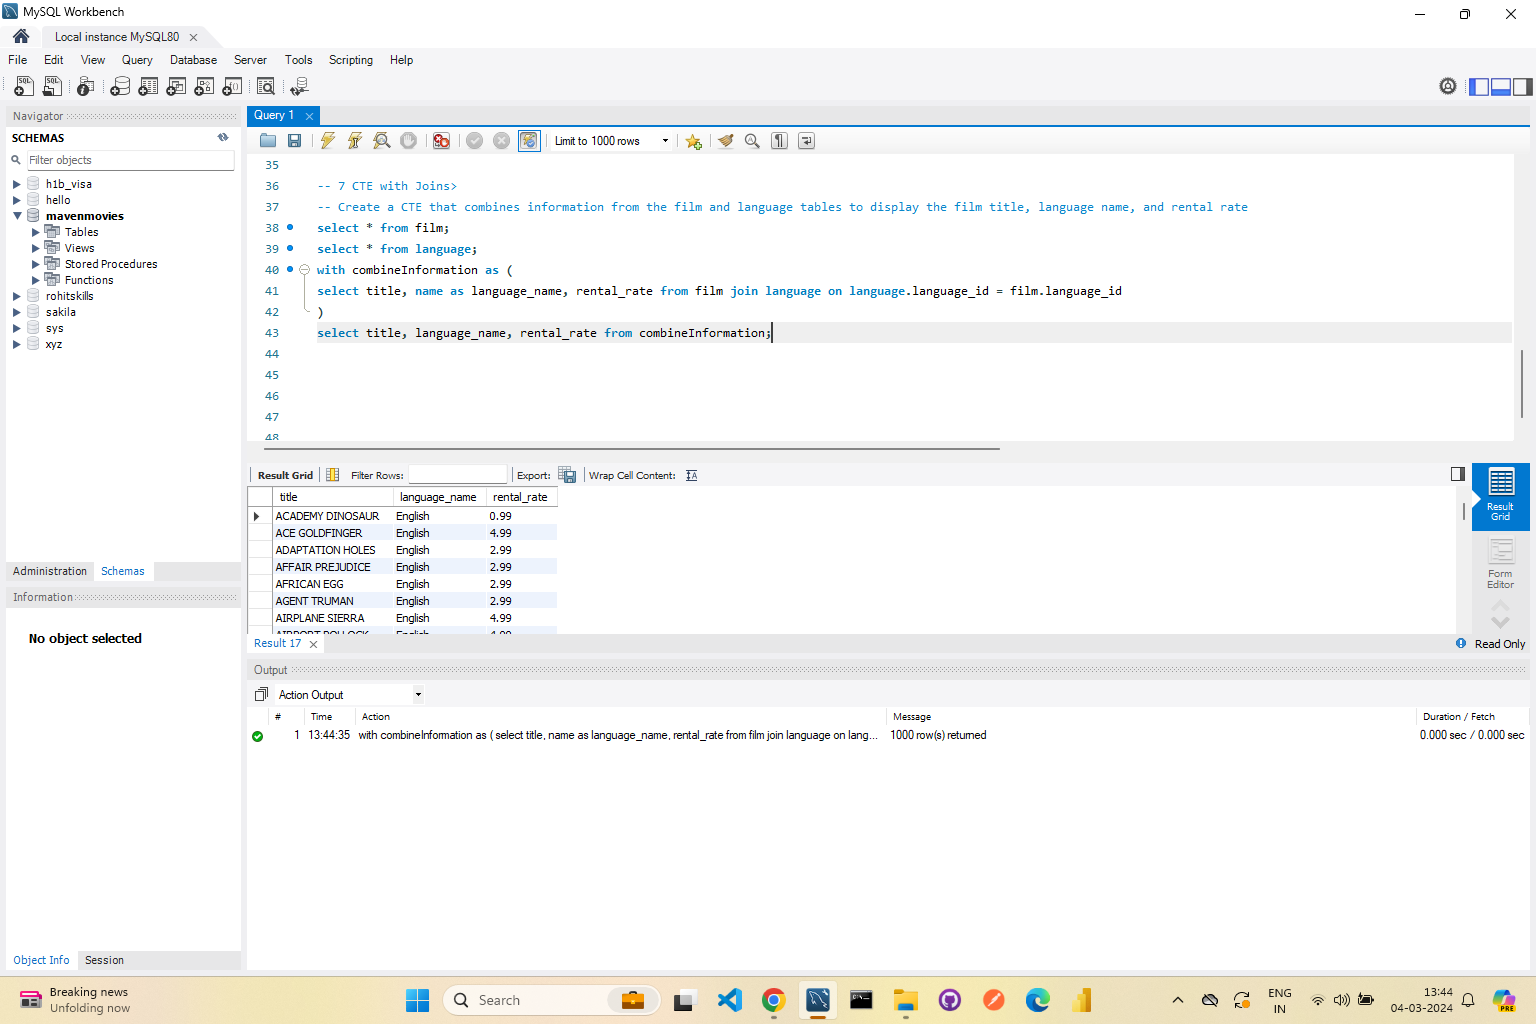 MySQL Workbench
Local instance MySQL80
File Edit View Query Database Server Tools Scripting Help
Navigator
SCHEMAS
Filter objects
h1b_visa
hello
mavenmovies
Tables
Views
Stored Procedures
Functions
rohitskills
sakila
sys
xyz
Administration Schemas
Information
No object selected
Object Info Session
Query 1
Limit to 1000 rows
35
36 -- 7 CTE with Joins>
37 -- Create a CTE that combines information from the film and language tables to display the film title, language name, and rental rate
38 select * from film;
39 select * from language;
40 with combineInformation as (
41 select title, name as language_name, rental_rate from film join language on language.language_id = film.language_id
42 )
43 select title, language_name, rental_rate from combineInformation;
44
45
46
47
48
Result Grid Filter Rows: Export: Wrap Cell Content:
title language_name rental_rate
ACADEMY DINOSAUR English 0.99
ACE GOLDFINGER English 4.99
ADAPTATION HOLES English 2.99
AFFAIR PREJUDICE English 2.99
AFRICAN EGG English 2.99
AGENT TRUMAN English 2.99
AIRPLANE SIERRA English 4.99
AIRPORT POLLOCK English 4.99
Result Grid
Form Editor
Result 17
Read Only
Output
Action Output
# Time Action Message Duration / Fetch
1 13:44:35 with combineInformation as ( select title, name as language_name, rental_rate from film join language on lang... 1000 row(s) returned 0.000 sec / 0.000 sec
Breaking news
Unfolding now
Search
ENG
IN
13:44
04-03-2024
PRE